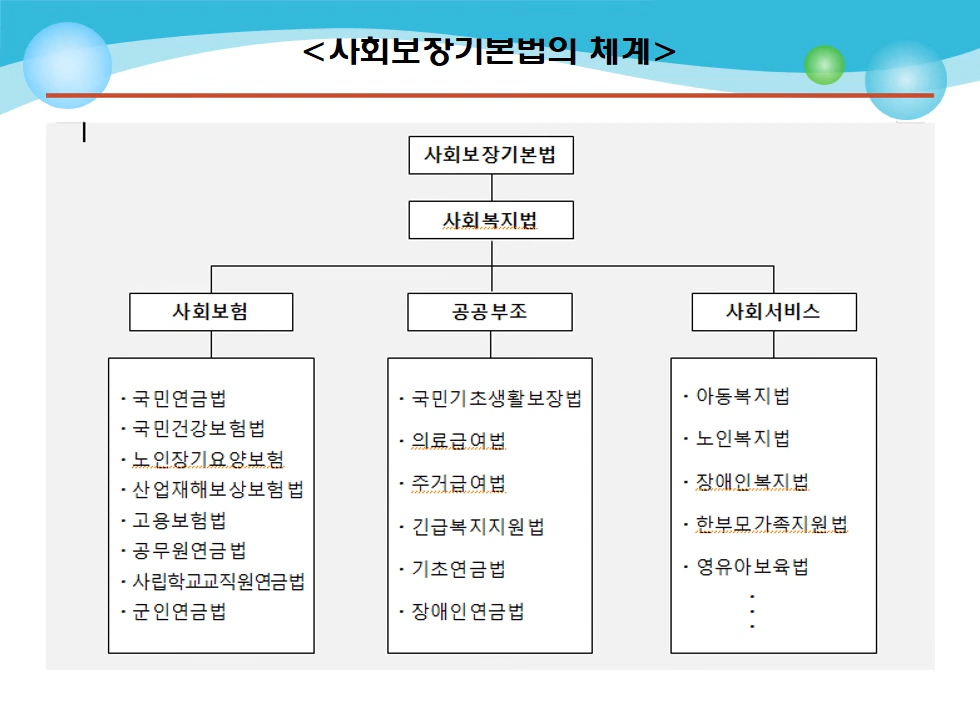 <사회보장기본법의 체계>
사회보장기본법
사회복지법
사회보험
공공부조
사회서비스
· 국민연금법
· 국민건강보험법
· 노인장기요양보험
· 산업재해보상보험법
· 고용보험법
· 공무원연금법
· 사립학교교직원연금법
· 군인연금법
· 국민기초생활보장법
· 의료급여법
· 주거급여법
· 긴급복지지원법
· 기초연금법
· 장애인연금법
· 아동복지법
· 노인복지법
· 장애인복지법
· 한부모가족지원법
· 영유아보육법
·
·
·